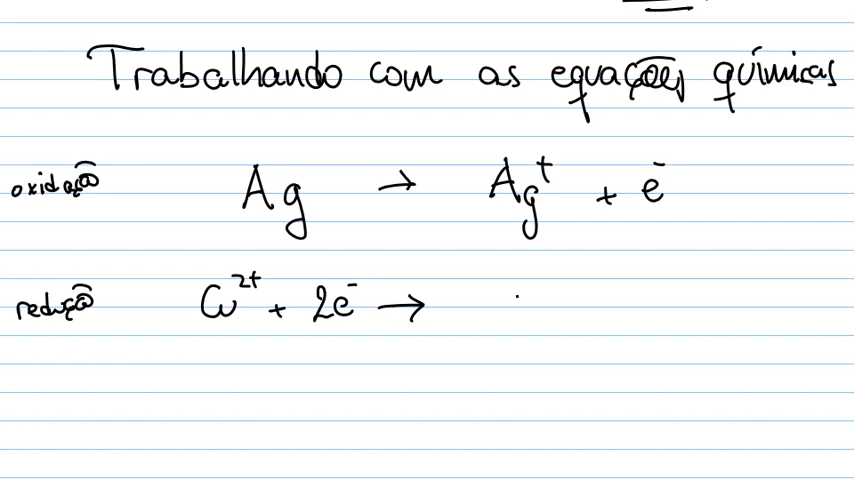 Trabalhando com as equações químicas
oxidação Ag → Ag⁺ + e⁻
redução Cu²⁺ + 2e⁻ →